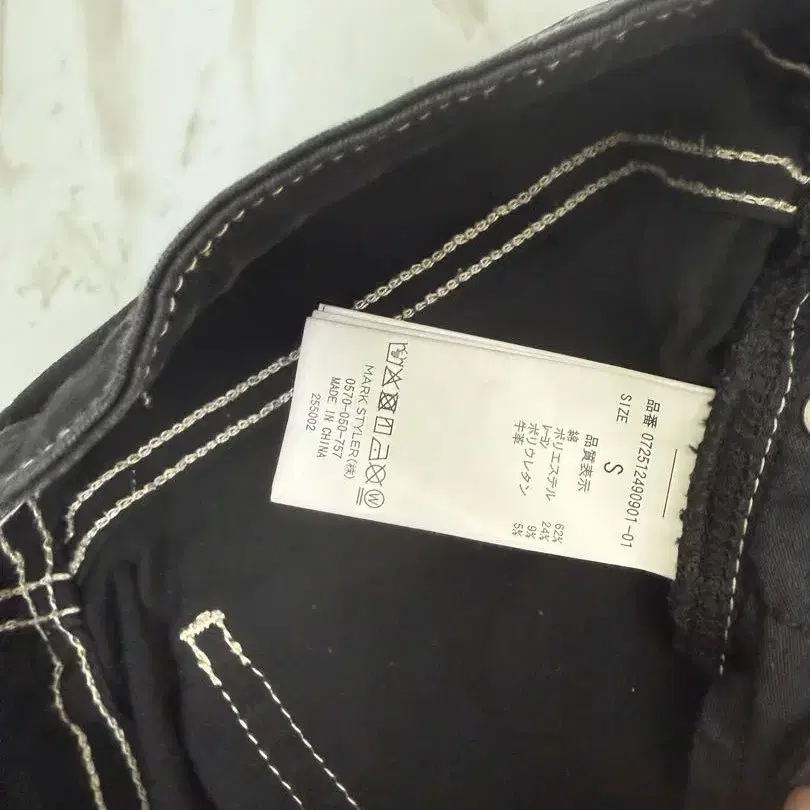 品番 072512490901-01
SIZE
S
品質表示
綿 62%
ポリエステル 24%
レーヨン 9%
ポリウレタン 5%
牛革
MARK STYLER(株)
0570-050-757
MADE IN CHINA
255002